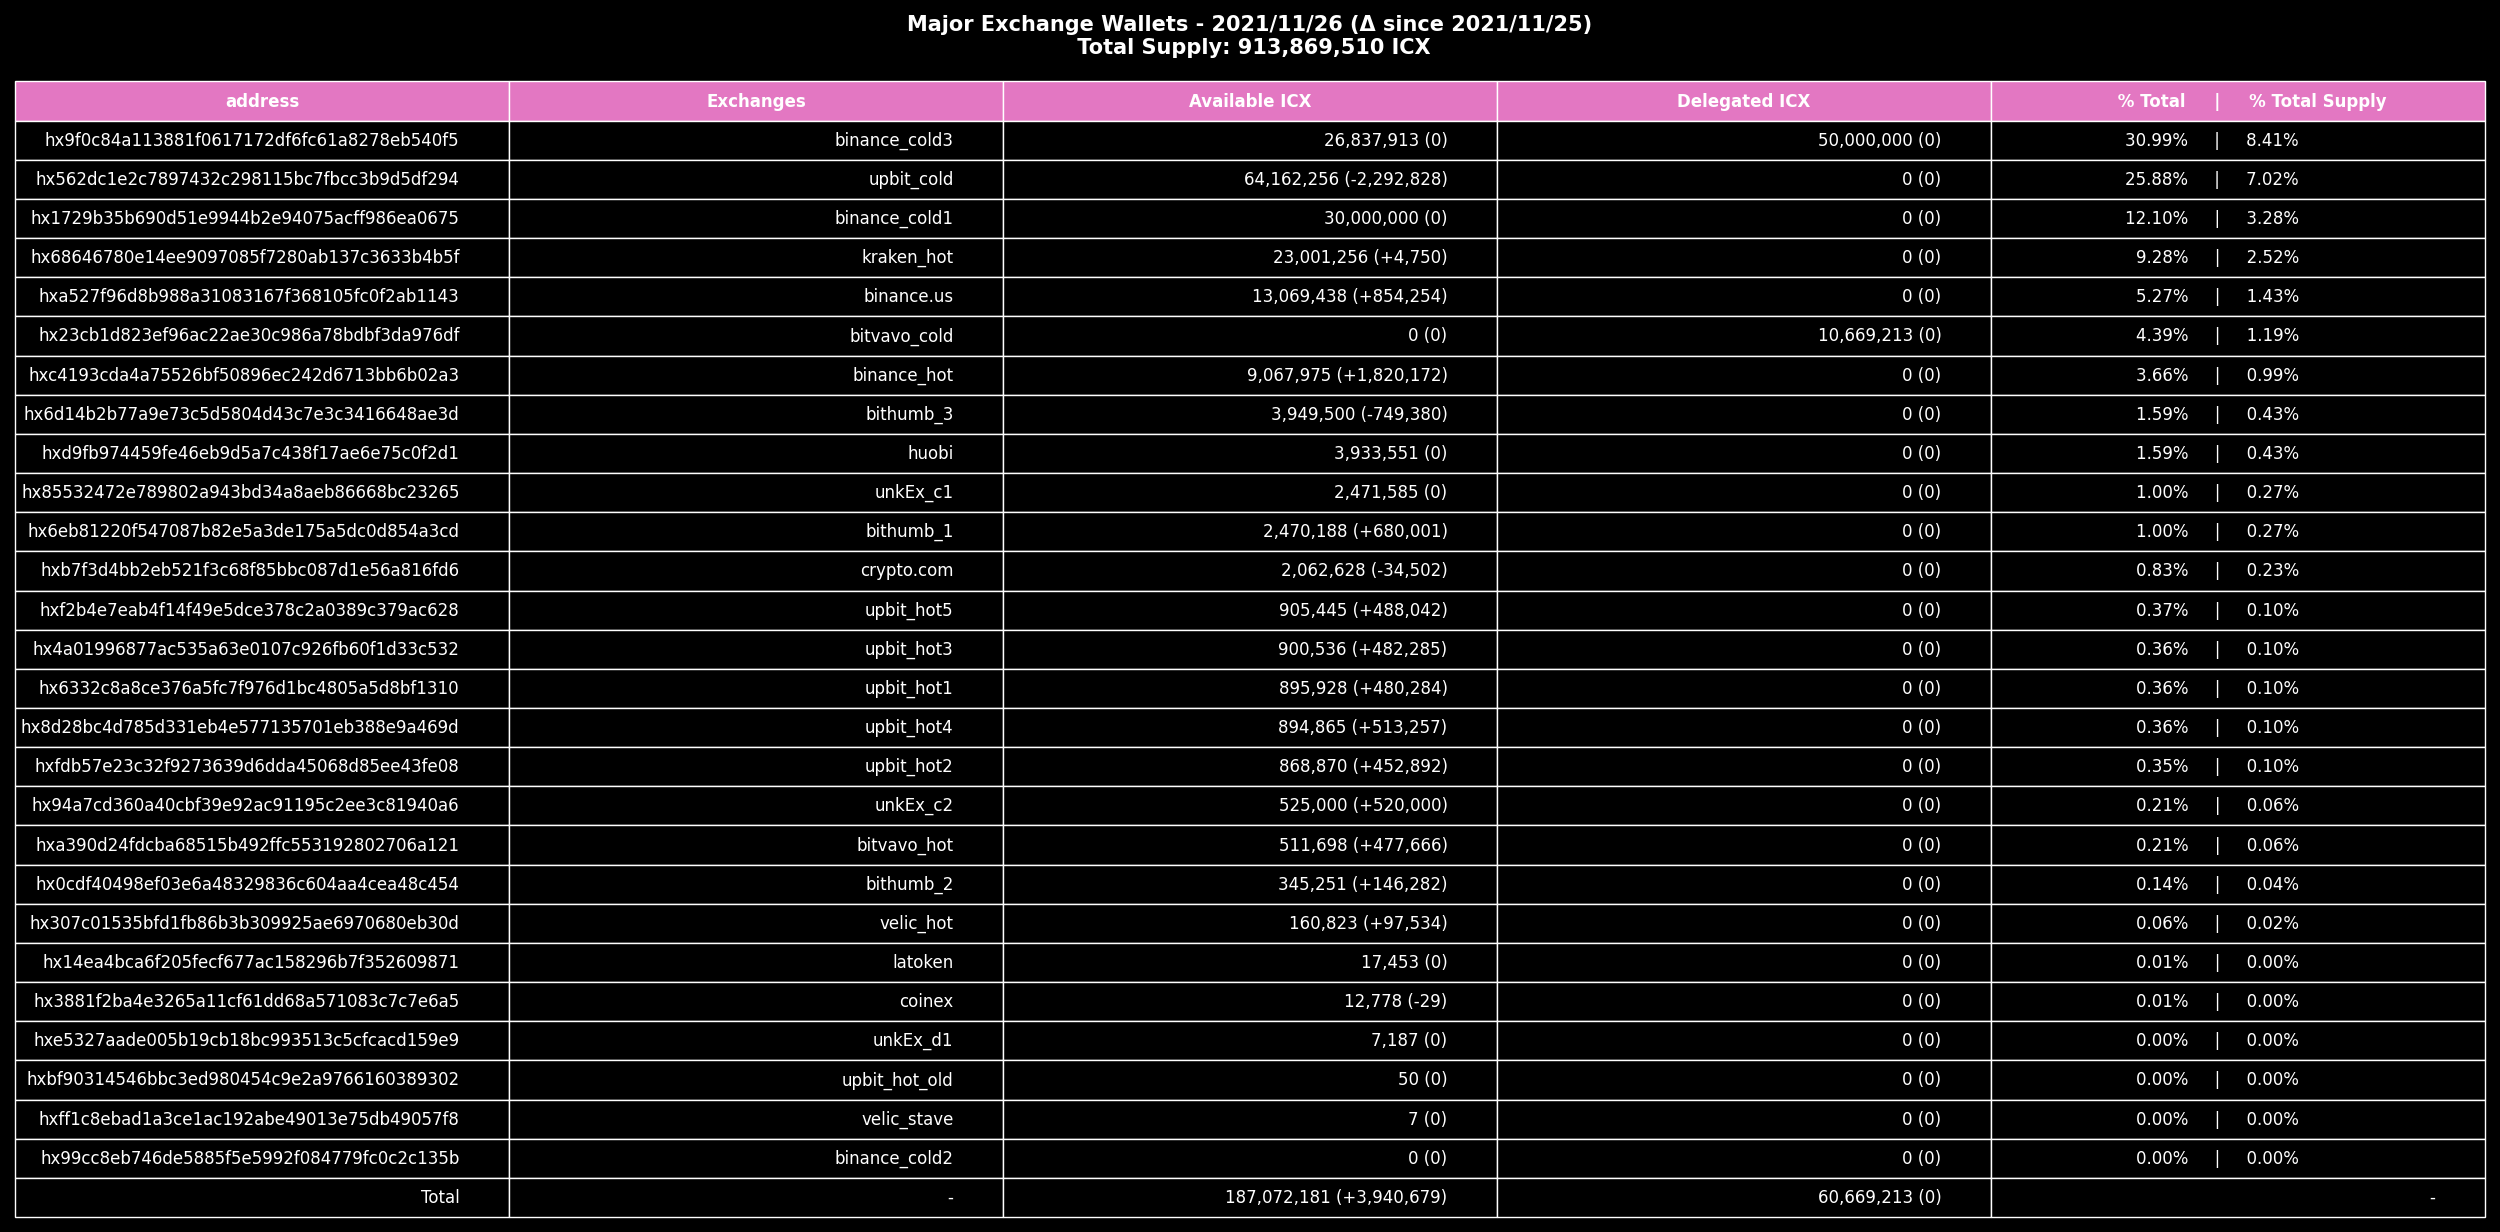 Major Exchange Wallets - 2021/11/26 (Δ since 2021/11/25)
Total Supply: 913,869,510 ICX
address Exchanges Available ICX Delegated ICX % Total | % Total Supply
hx9f0c84a113881f0617172df6fc61a8278eb540f5 binance_cold3 26,837,913 (0) 50,000,000 (0) 30.99% | 8.41%
hx562dc1e2c7897432c298115bc7fbcc3b9d5df294 upbit_cold 64,162,256 (-2,292,828) 0 (0) 25.88% | 7.02%
hx1729b35b690d51e9944b2e94075acff986ea0675 binance_cold1 30,000,000 (0) 0 (0) 12.10% | 3.28%
hx68646780e14ee9097085f7280ab137c3633b4b5f kraken_hot 23,001,256 (+4,750) 0 (0) 9.28% | 2.52%
hxa527f96d8b988a31083167f368105fc0f2ab1143 binance.us 13,069,438 (+854,254) 0 (0) 5.27% | 1.43%
hx23cb1d823ef96ac22ae30c986a78bdbf3da976df bitvavo_cold 0 (0) 10,669,213 (0) 4.39% | 1.19%
hxc4193cda4a75526bf50896ec242d6713bb6b02a3 binance_hot 9,067,975 (+1,820,172) 0 (0) 3.66% | 0.99%
hx6d14b2b77a9e73c5d5804d43c7e3c3416648ae3d bithumb_3 3,949,500 (-749,380) 0 (0) 1.59% | 0.43%
hxd9fb974459fe46eb9d5a7c438f17ae6e75c0f2d1 huobi 3,933,551 (0) 0 (0) 1.59% | 0.43%
hx85532472e789802a943bd34a8aeb86668bc23265 unkEx_c1 2,471,585 (0) 0 (0) 1.00% | 0.27%
hx6eb81220f547087b82e5a3de175a5dc0d854a3cd bithumb_1 2,470,188 (+680,001) 0 (0) 1.00% | 0.27%
hxb7f3d4bb2eb521f3c68f85bbc087d1e56a816fd6 crypto.com 2,062,628 (-34,502) 0 (0) 0.83% | 0.23%
hxf2b4e7eab4f14f49e5dce378c2a0389c379ac628 upbit_hot5 905,445 (+488,042) 0 (0) 0.37% | 0.10%
hx4a01996877ac535a63e0107c926fb60f1d33c532 upbit_hot3 900,536 (+482,285) 0 (0) 0.36% | 0.10%
hx6332c8a8ce376a5fc7f976d1bc4805a5d8bf1310 upbit_hot1 895,928 (+480,284) 0 (0) 0.36% | 0.10%
hx8d28bc4d785d331eb4e577135701eb388e9a469d upbit_hot4 894,865 (+513,257) 0 (0) 0.36% | 0.10%
hxfdb57e23c32f9273639d6dda45068d85ee43fe08 upbit_hot2 868,870 (+452,892) 0 (0) 0.35% | 0.10%
hx94a7cd360a40cbf39e92ac91195c2ee3c81940a6 unkEx_c2 525,000 (+520,000) 0 (0) 0.21% | 0.06%
hxa390d24fdcba68515b492ffc553192802706a121 bitvavo_hot 511,698 (+477,666) 0 (0) 0.21% | 0.06%
hx0cdf40498ef03e6a48329836c604aa4cea48c454 bithumb_2 345,251 (+146,282) 0 (0) 0.14% | 0.04%
hx307c01535bfd1fb86b3b309925ae6970680eb30d velic_hot 160,823 (+97,534) 0 (0) 0.06% | 0.02%
hx14ea4bca6f205fecf677ac158296b7f352609871 latoken 17,453 (0) 0 (0) 0.01% | 0.00%
hx3881f2ba4e3265a11cf61dd68a571083c7c7e6a5 coinex 12,778 (-29) 0 (0) 0.01% | 0.00%
hxe5327aade005b19cb18bc993513c5cfcacd159e9 unkEx_d1 7,187 (0) 0 (0) 0.00% | 0.00%
hxbf90314546bbc3ed980454c9e2a9766160389302 upbit_hot_old 50 (0) 0 (0) 0.00% | 0.00%
hxff1c8ebad1a3ce1ac192abe49013e75db49057f8 velic_stave 7 (0) 0 (0) 0.00% | 0.00%
hx99cc8eb746de5885f5e5992f084779fc0c2c135b binance_cold2 0 (0) 0 (0) 0.00% | 0.00%
Total - 187,072,181 (+3,940,679) 60,669,213 (0) -